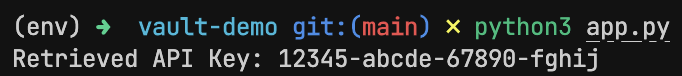 (env) ➜ vault-demo git:(main) ✗ python3 app.py
Retrieved API Key: 12345-abcde-67890-fghij